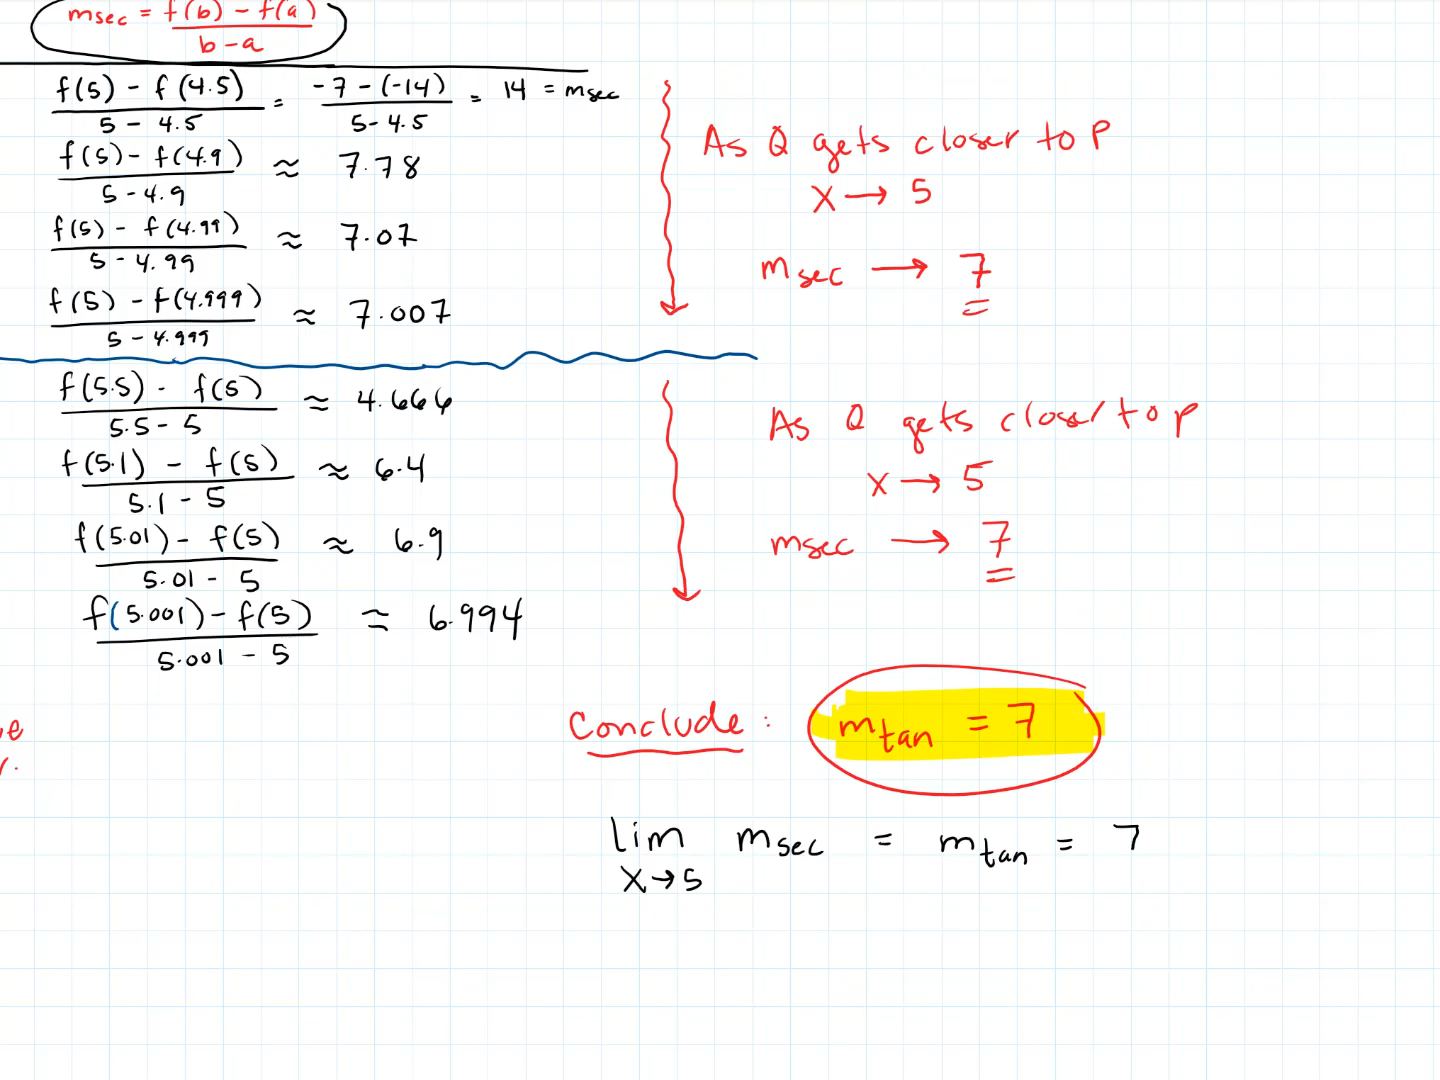 msec = f(b) - f(a)
b - a
f(5) - f(4.5) = -7 - (-14) = 14 = msec
5 - 4.5 5 - 4.5
f(5) - f(4.9) ≈ 7.78
5 - 4.9
f(5) - f(4.99) ≈ 7.07
5 - 4.99
f(5) - f(4.999) ≈ 7.007
5 - 4.999
As Q gets closer to P
x → 5
msec → 7
f(5.5) - f(5) ≈ 4.666
5.5 - 5
f(5.1) - f(5) ≈ 6.4
5.1 - 5
f(5.01) - f(5) ≈ 6.9
5.01 - 5
f(5.001) - f(5) ≈ 6.994
5.001 - 5
As Q gets closer to P
x → 5
msec → 7
Conclude: mtan = 7
lim msec = mtan = 7
x → 5